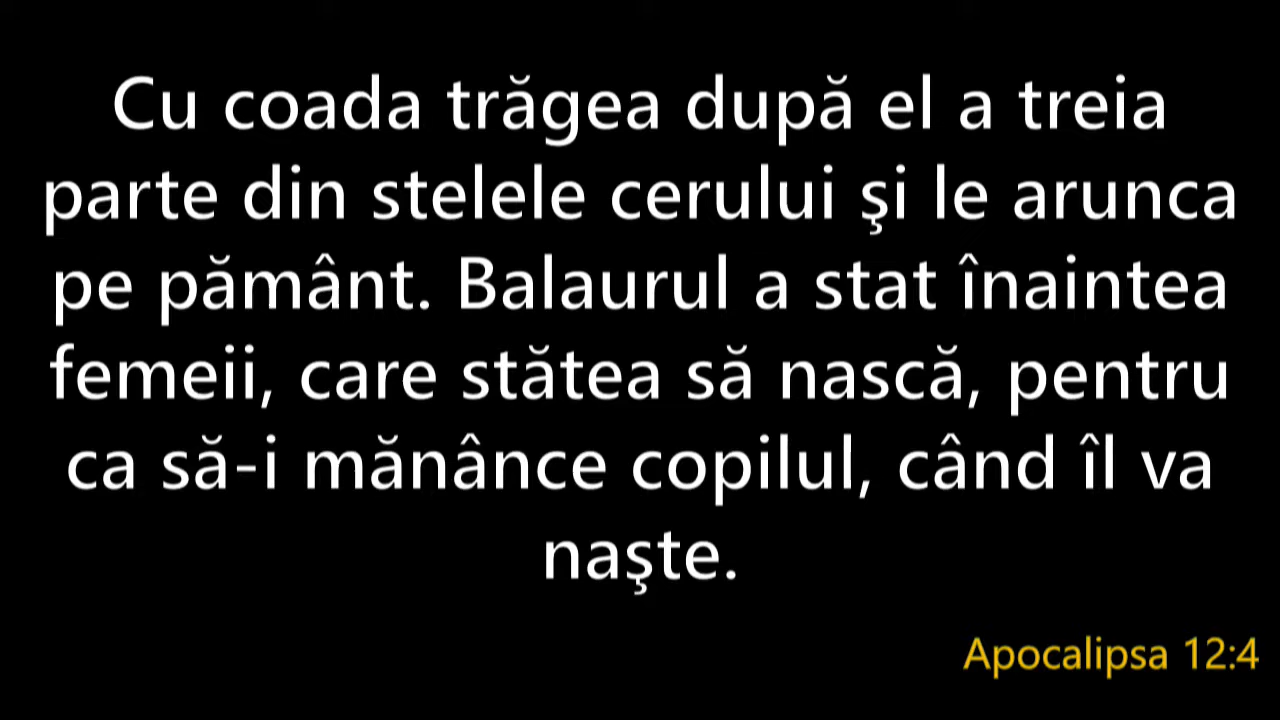 Cu coada trăgea după el a treia
parte din stelele cerului şi le arunca
pe pământ. Balaurul a stat înaintea
femeii, care stătea să nască, pentru
ca să-i mănânce copilul, când îl va
naşte.
Apocalipsa 12:4